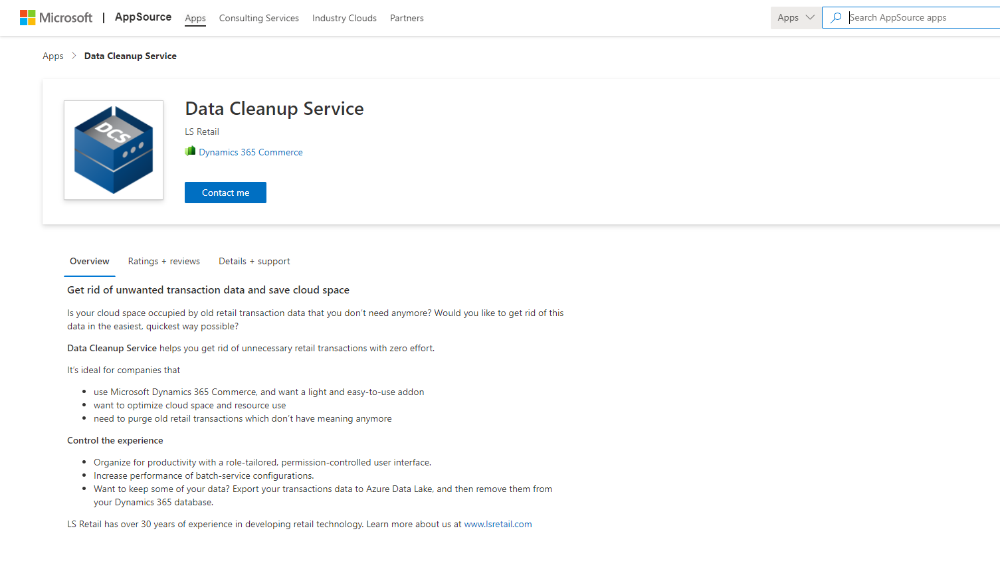 Microsoft | AppSource Apps Consulting Services Industry Clouds Partners Apps Search AppSource apps
Apps > Data Cleanup Service
DCS
Data Cleanup Service
LS Retail
Dynamics 365 Commerce
Contact me
Overview Ratings + reviews Details + support
Get rid of unwanted transaction data and save cloud space
Is your cloud space occupied by old retail transaction data that you don't need anymore? Would you like to get rid of this
data in the easiest, quickest way possible?
Data Cleanup Service helps you get rid of unnecessary retail transactions with zero effort.
It's ideal for companies that
• use Microsoft Dynamics 365 Commerce, and want a light and easy-to-use addon
• want to optimize cloud space and resource use
• need to purge old retail transactions which don't have meaning anymore
Control the experience
• Organize for productivity with a role-tailored, permission-controlled user interface.
• Increase performance of batch-service configurations.
• Want to keep some of your data? Export your transactions data to Azure Data Lake, and then remove them from
your Dynamics 365 database.
LS Retail has over 30 years of experience in developing retail technology. Learn more about us at www.lsretail.com